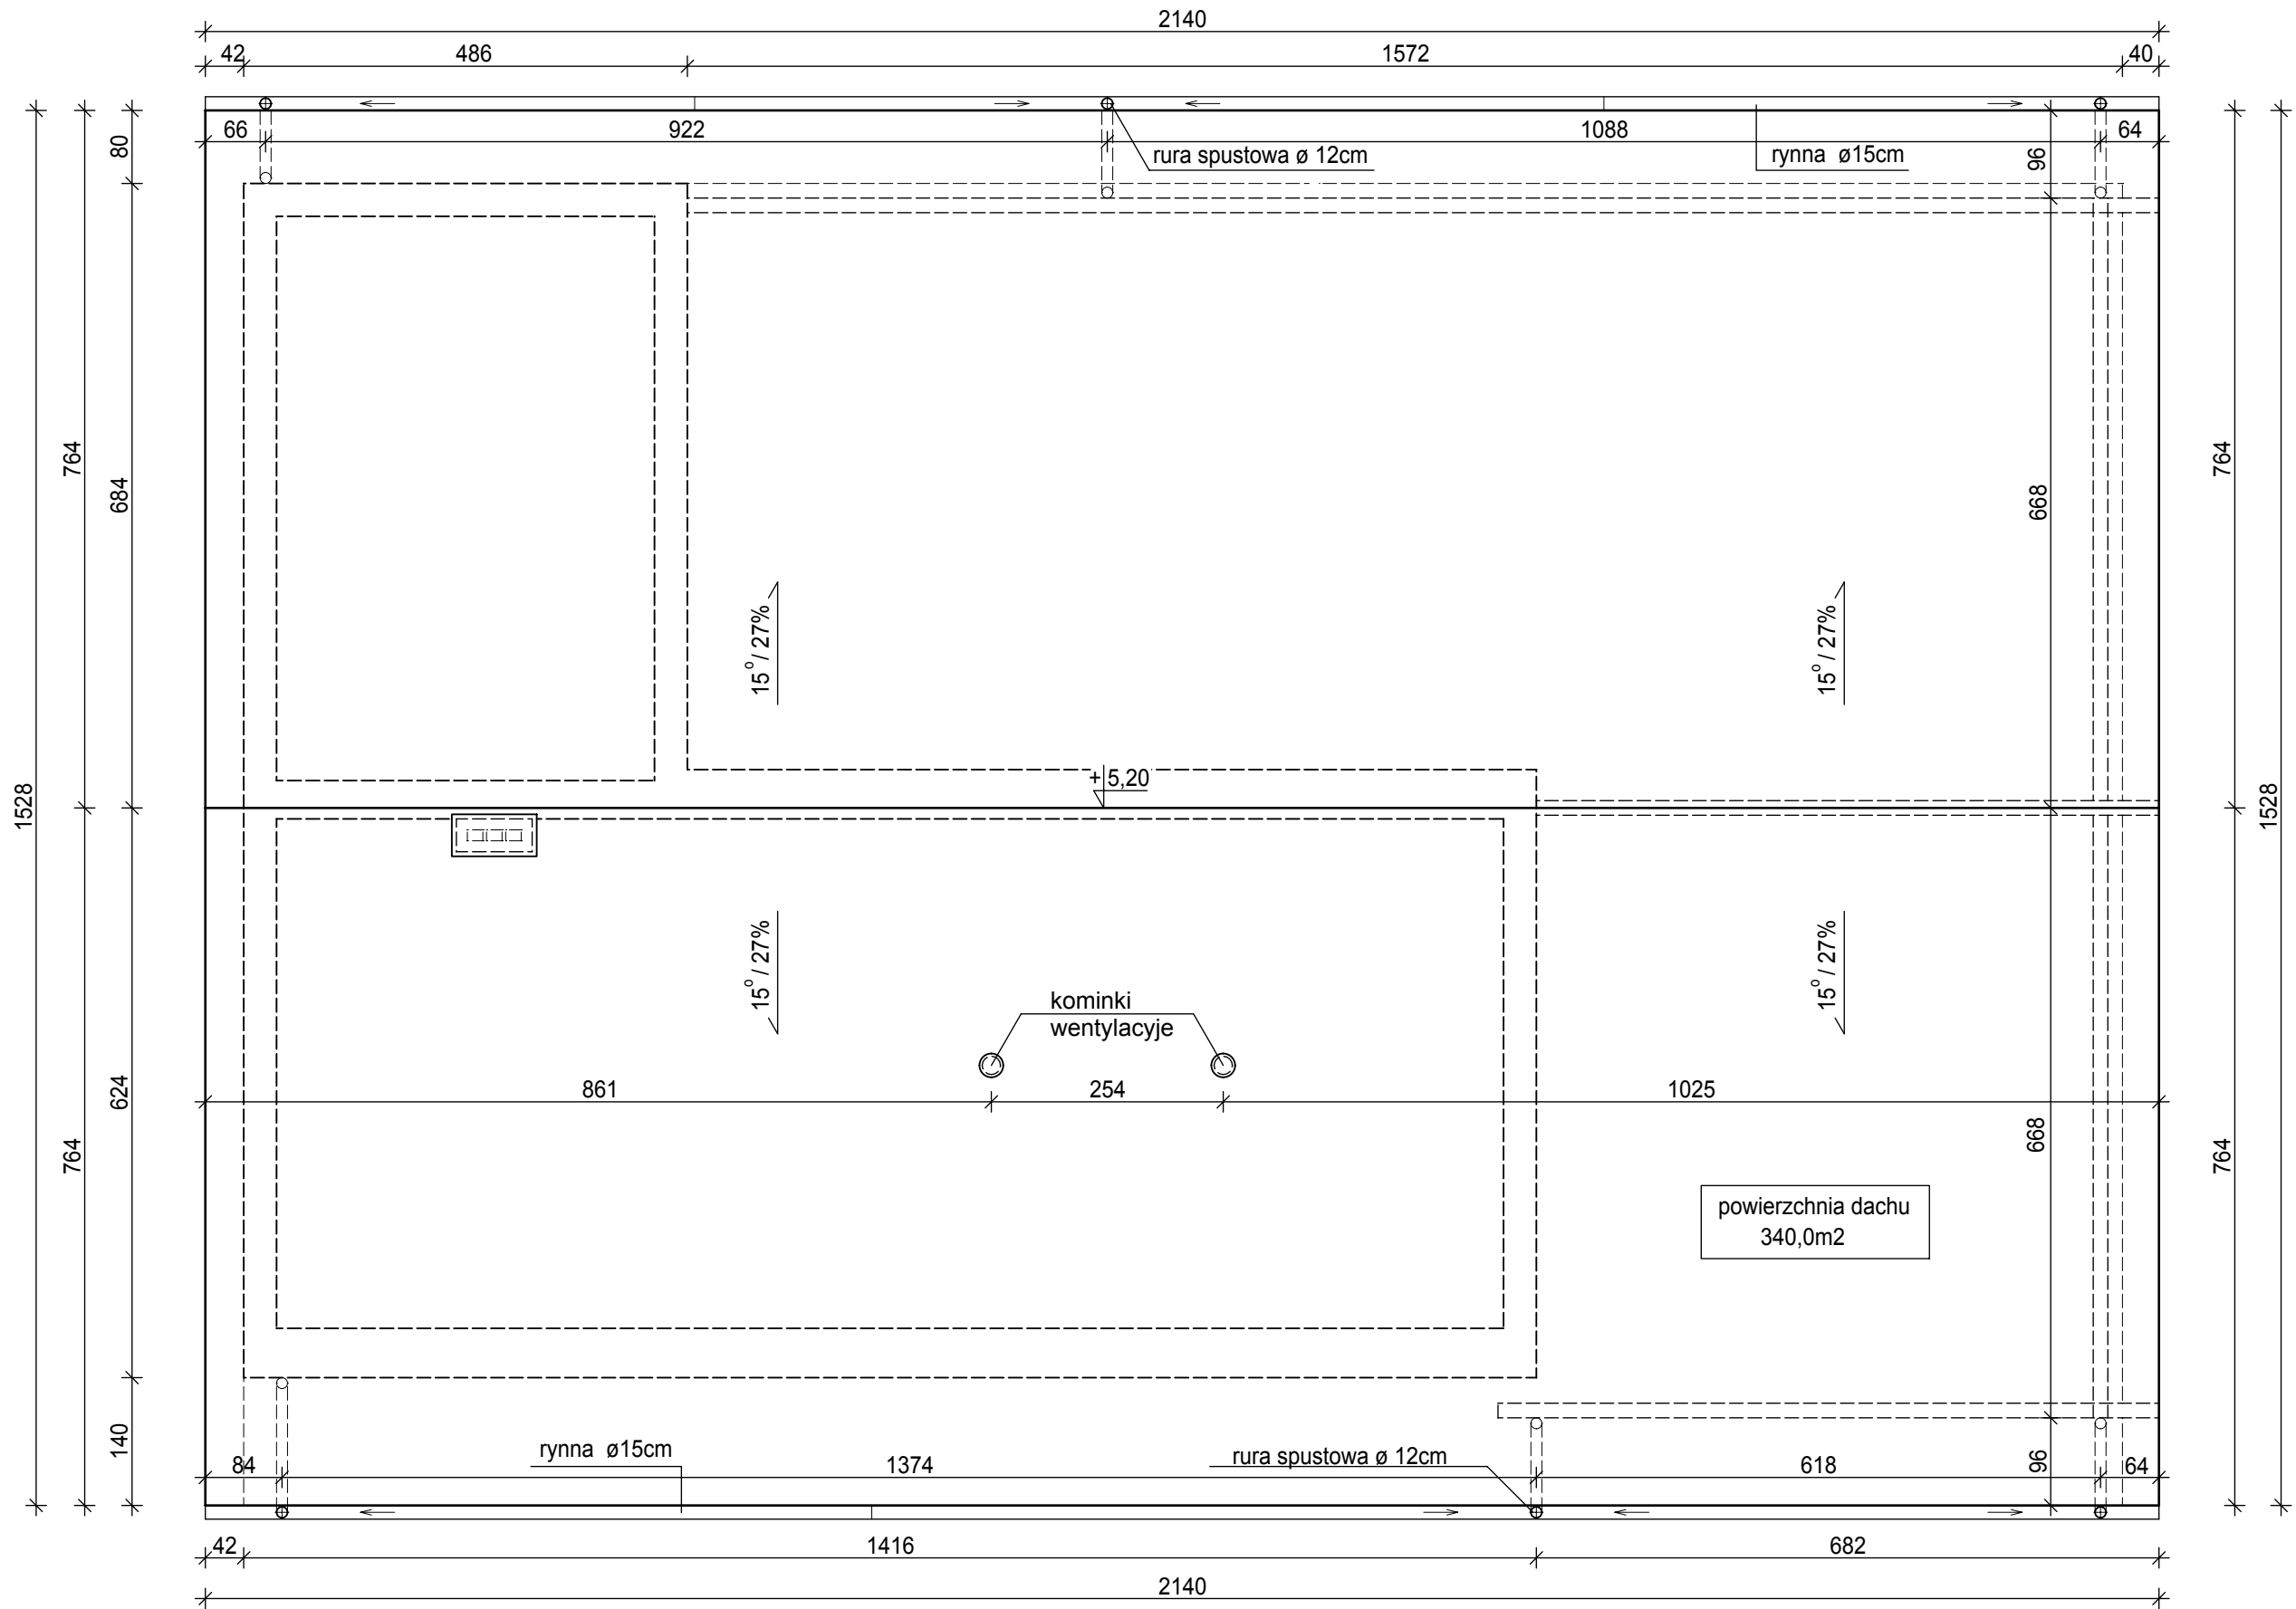 2140
42 486 1572 40
66 922 1088 64
rura spustowa ø 12cm
rynna ø15cm
80
96
764
684
668
764
15° / 27%
15° / 27%
+5,20
1528
1528
15° / 27%
15° / 27%
kominki
wentylacyje
861 254 1025
624
764
668
764
powierzchnia dachu
340,0m2
140
96
rynna ø15cm
rura spustowa ø 12cm
84 1374 618 64
42 1416 682
2140